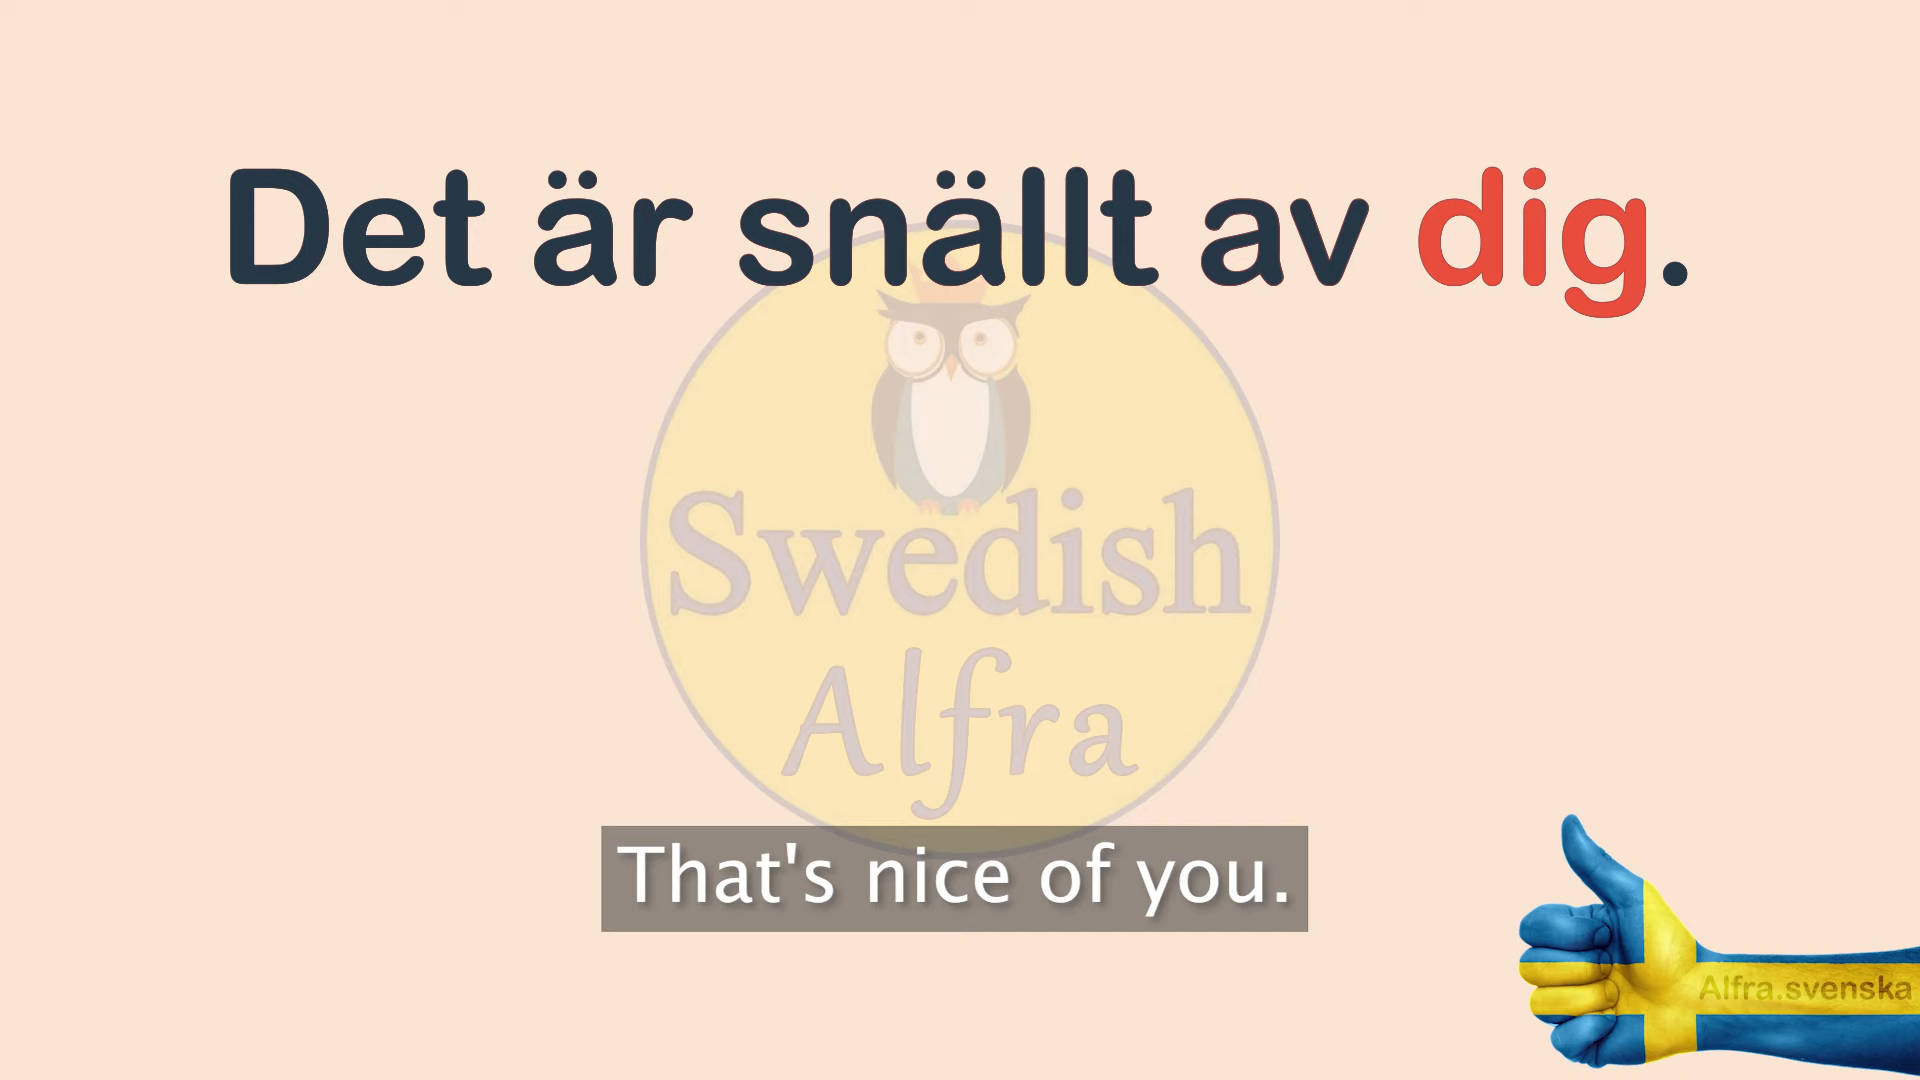 Det är snällt av dig.
Swedish
Alfra
That's nice of you.
Alfra.svenska